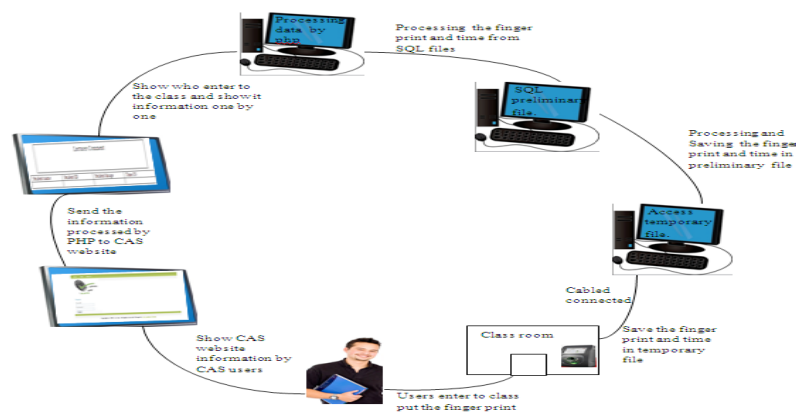 Processing
data by
php
Processing the finger
print and time from
SQL files
Show who enter to
the class and show it
information one by
one
SQL
preliminary
file.
Processing and
Saving the finger
print and time in
preliminary file
Send the
information
processed by
PHP to CAS
website
Access
temporary
file.
Cabled
connected
Save the finger
print and time
in temporary
file
Class room
Show CAS
website
information by
CAS users
Users enter to class
put the finger print